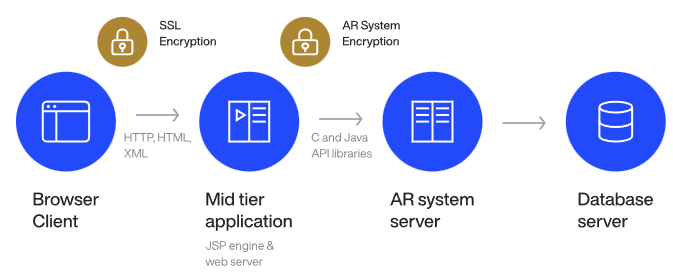 SSL
Encryption
AR System
Encryption
HTTP, HTML,
XML
C and Java
API libraries
Browser
Client
Mid tier
application
JSP engine &
web server
AR system
server
Database
server